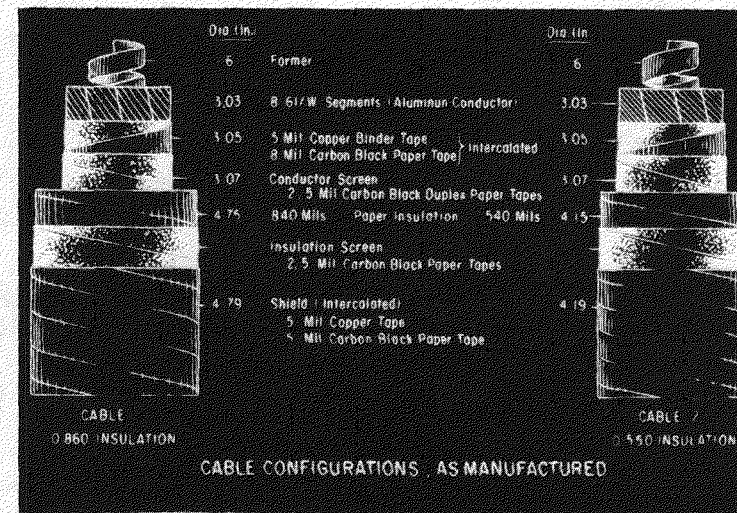 Dia (In.)
Dia (In.
6 Former 6
3.03 8 61/W Segments (Aluminun Conductor) 3.03
3.05 5 Mil Copper Binder Tape 3.05
8 Mil Carbon Black Paper Tape
Intercalated
3.07 Conductor Screen 3.07
2. 5 Mil Carbon Black Duplex Paper Tapes
4.75 840 Mils Paper Insulation 540 Mils 4.15
Insulation Screen
2. 5 Mil Carbon Black Paper Tapes
4.79 Shield (Intercalated) 4.19
5 Mil Copper Tape
5 Mil Carbon Black Paper Tape
CABLE
0.860 INSULATION
CABLE 2
0.550 INSULATION
CABLE CONFIGURATIONS, AS MANUFACTURED